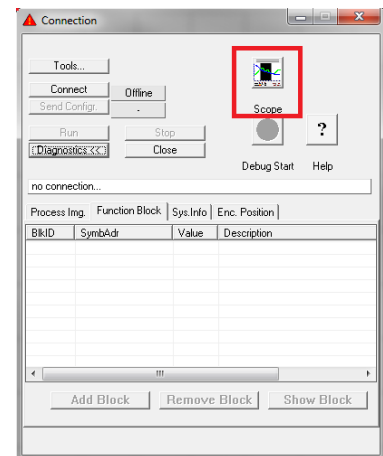 Connection
Tools...
Connect
Offline
Send Configr.
-
Scope
Run
Stop
?
Diagnostics <<
Close
Debug Start
Help
no connection...
Process Img.
Function Block
Sys.Info
Enc. Position
BlkID
SymbAdr
Value
Description
Add Block
Remove Block
Show Block